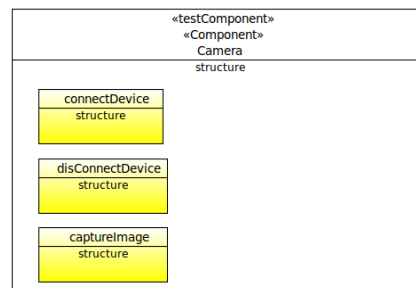 «testComponent»
«Component»
Camera
structure
connectDevice
structure
disConnectDevice
structure
captureImage
structure